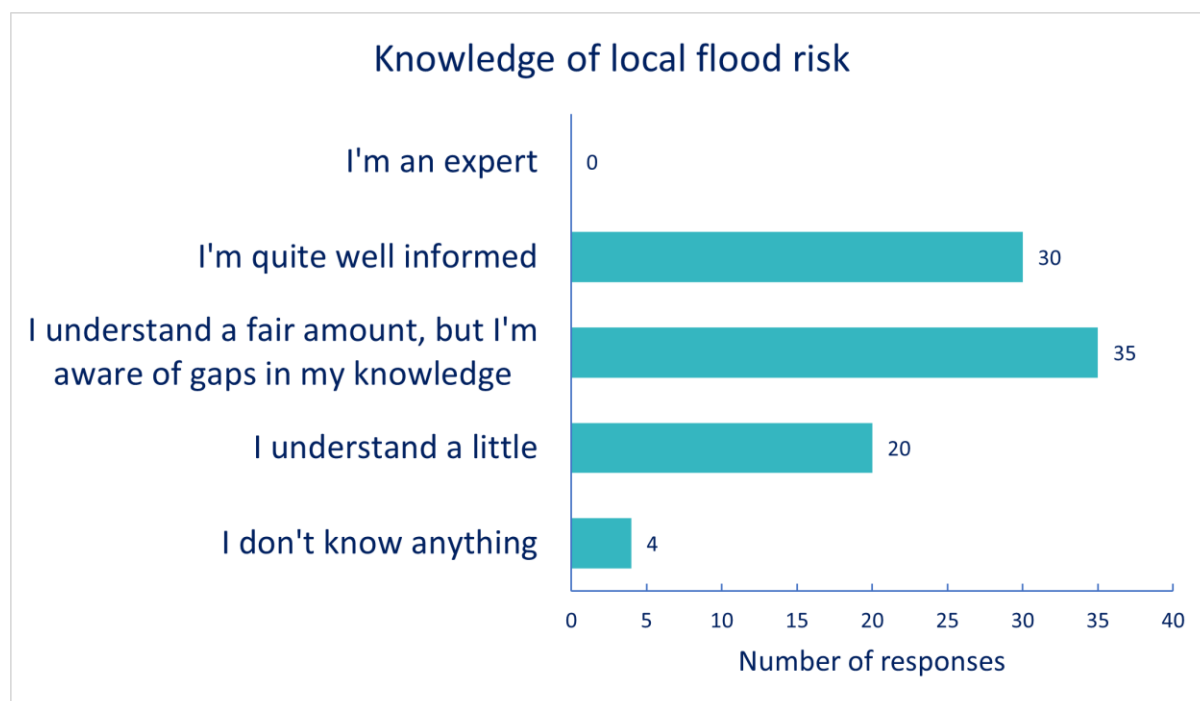 Knowledge of local flood risk
I'm an expert
0
I'm quite well informed
30
I understand a fair amount, but I'm
aware of gaps in my knowledge
35
I understand a little
20
I don't know anything
4
0 5 10 15 20 25 30 35 40
Number of responses